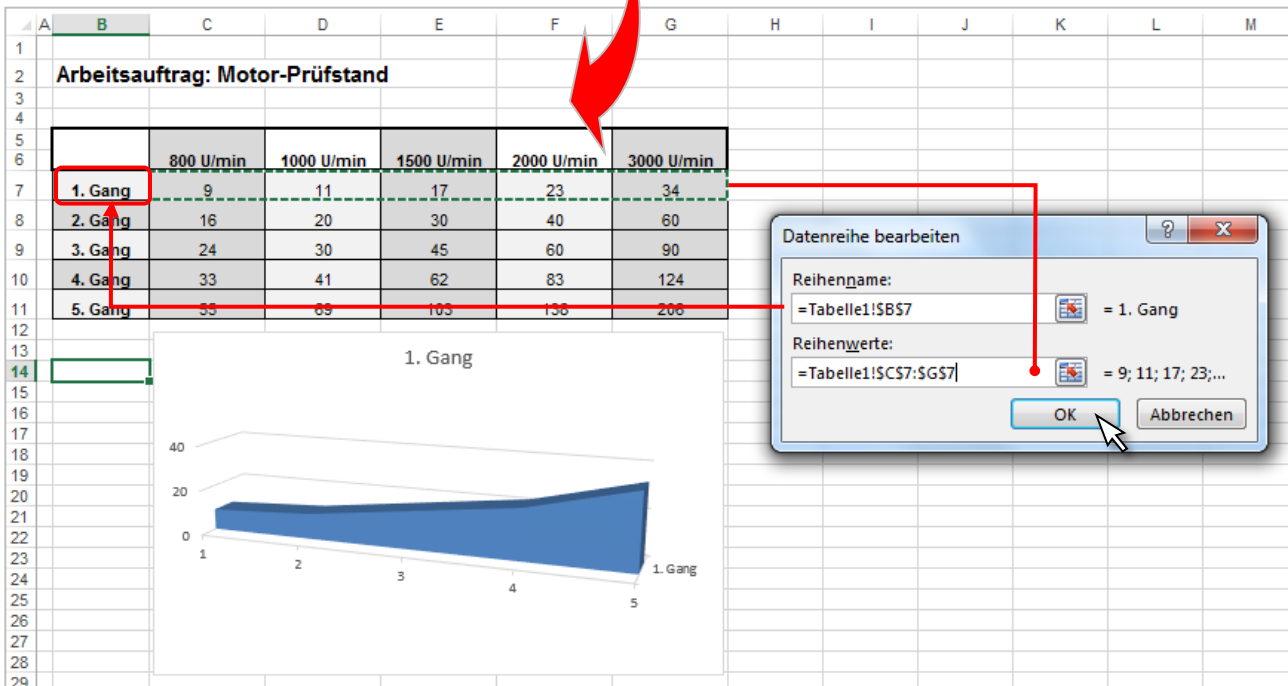 A B C D E F G H I J K L M
1
2 Arbeitsauftrag: Motor-Prüfstand
3
4
5
6 800 U/min 1000 U/min 1500 U/min 2000 U/min 3000 U/min
7 1. Gang 9 11 17 23 34
8 2. Gang 16 20 30 40 60
9 3. Gang 24 30 45 60 90
10 4. Gang 33 41 62 83 124
11 5. Gang 55 69 103 138 206
12
13
14
15
16
17
18
19
20
21
22
23
24
25
26
27
28
29
1. Gang
40
20
0
1 2 3 4 5
1. Gang
Datenreihe bearbeiten ? X
Reihenname:
=Tabelle1!$B$7 = 1. Gang
Reihenwerte:
=Tabelle1!$C$7:$G$7 = 9; 11; 17; 23;...
OK Abbrechen